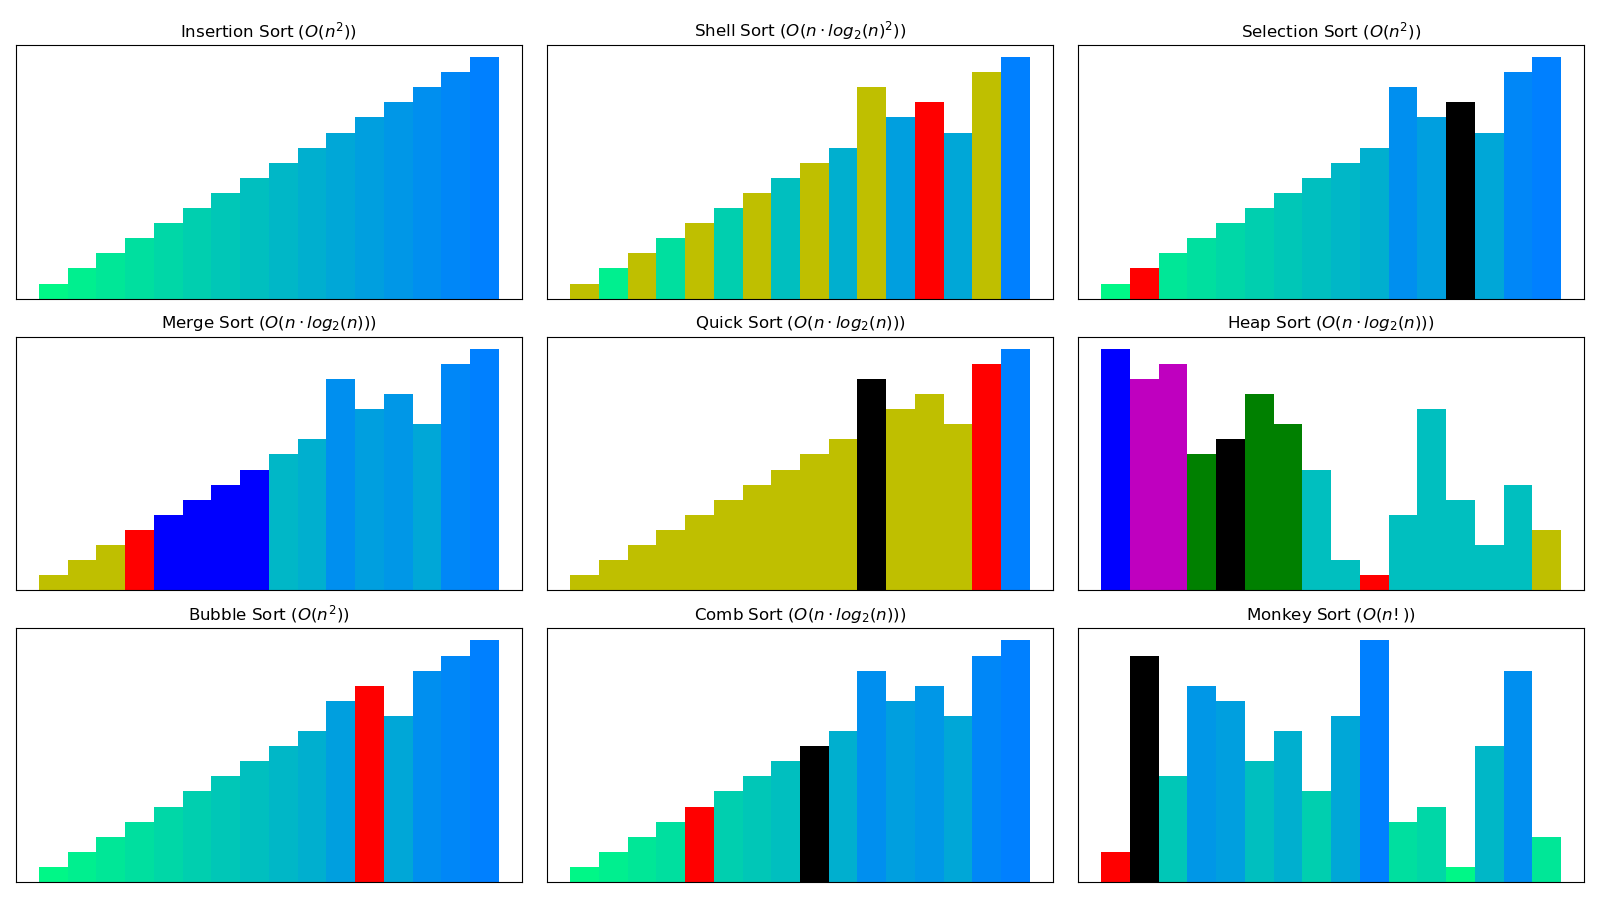 Insertion Sort (O(n²))
Shell Sort (O(n · log₂(n)²))
Selection Sort (O(n²))
Merge Sort (O(n · log₂(n)))
Quick Sort (O(n · log₂(n)))
Heap Sort (O(n · log₂(n)))
Bubble Sort (O(n²))
Comb Sort (O(n · log₂(n)))
Monkey Sort (O(n!))